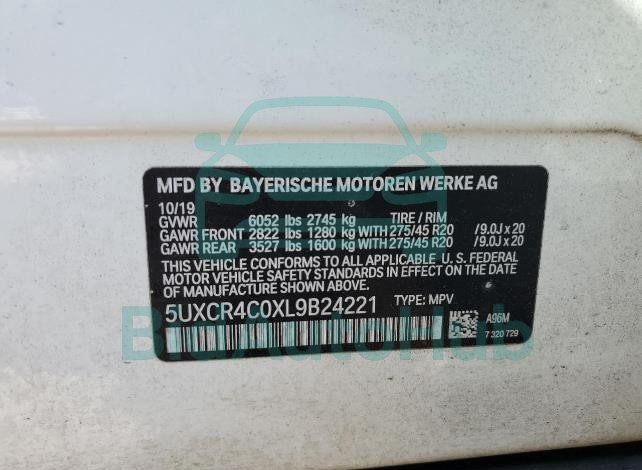 MFD BY BAYERISCHE MOTOREN WERKE AG
10/19
GVWR 6052 lbs 2745 kg TIRE / RIM
GAWR FRONT 2822 lbs 1280 kg WITH 275/45 R20 /9.0J x 20
GAWR REAR 3527 lbs 1600 kg WITH 275/45 R20 /9.0J x 20
THIS VEHICLE CONFORMS TO ALL APPLICABLE U. S. FEDERAL
MOTOR VEHICLE SAFETY STANDARDS IN EFFECT ON THE DATE
OF MANUFACTURE SHOWN ABOVE.
5UXCR4C0XL9B24221 TYPE: MPV
A96M
7 320 729
BidAutoHub